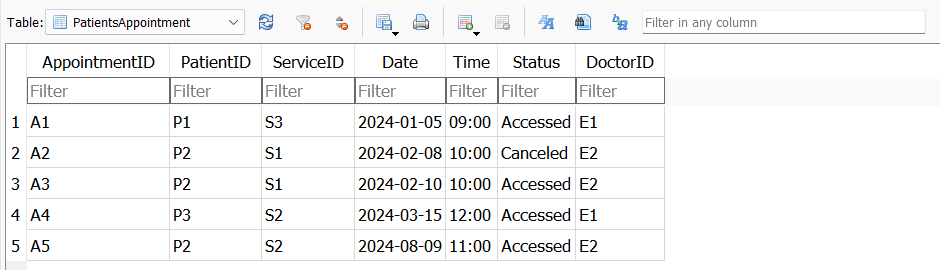 Table: PatientsAppointment Filter in any column
AppointmentID PatientID ServiceID Date Time Status DoctorID
Filter Filter Filter Filter Filter Filter Filter
1 A1 P1 S3 2024-01-05 09:00 Accessed E1
2 A2 P2 S1 2024-02-08 10:00 Canceled E2
3 A3 P2 S1 2024-02-10 10:00 Accessed E2
4 A4 P3 S2 2024-03-15 12:00 Accessed E1
5 A5 P2 S2 2024-08-09 11:00 Accessed E2